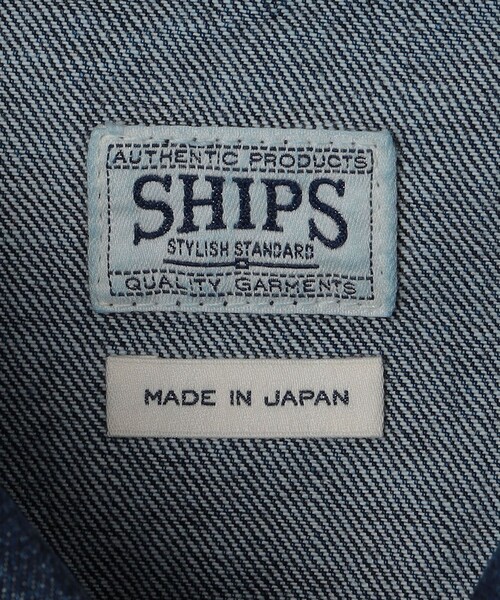 AUTHENTIC PRODUCTS
SHIPS
STYLISH STANDARD
QUALITY GARMENTS
MADE IN JAPAN